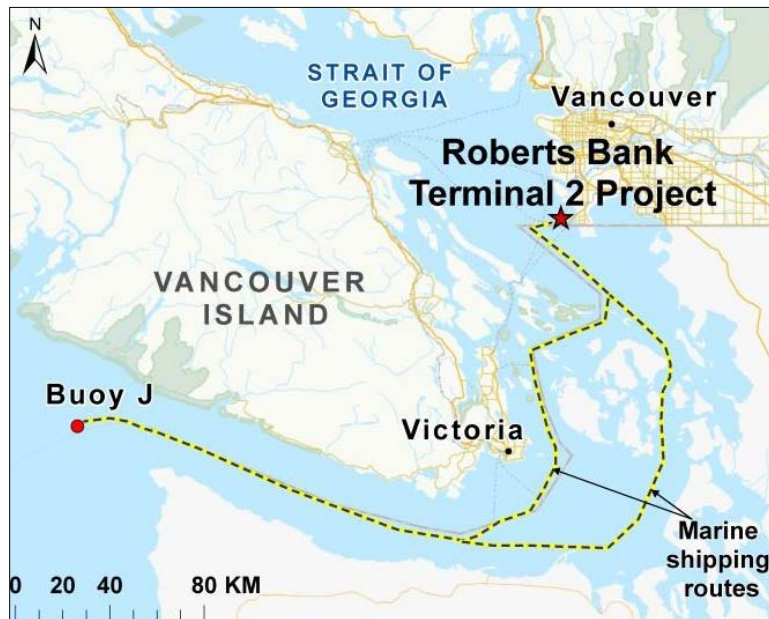 N
STRAIT OF
GEORGIA
Vancouver
Roberts Bank
Terminal 2 Project
VANCOUVER
ISLAND
Buoy J
Victoria
Marine
shipping
routes
0 20 40 80 KM